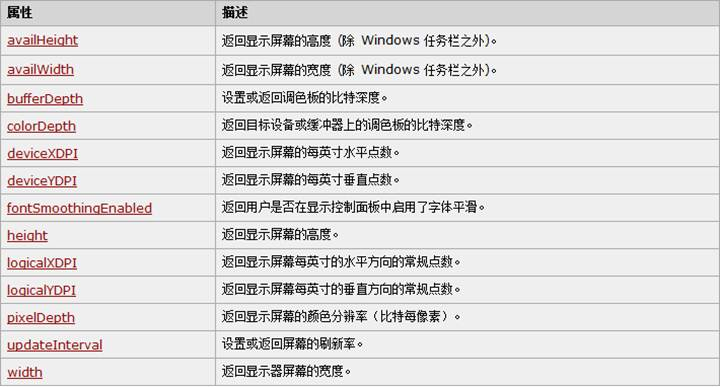 属性 描述
availHeight 返回显示屏幕的高度 (除 Windows 任务栏之外)。
availWidth 返回显示屏幕的宽度 (除 Windows 任务栏之外)。
bufferDepth 设置或返回调色板的比特深度。
colorDepth 返回目标设备或缓冲器上的调色板的比特深度。
deviceXDPI 返回显示屏幕的每英寸水平点数。
deviceYDPI 返回显示屏幕的每英寸垂直点数。
fontSmoothingEnabled 返回用户是否在显示控制面板中启用了字体平滑。
height 返回显示屏幕的高度。
logicalXDPI 返回显示屏幕每英寸的水平方向的常规点数。
logicalYDPI 返回显示屏幕每英寸的垂直方向的常规点数。
pixelDepth 返回显示屏幕的颜色分辨率（比特每像素）。
updateInterval 设置或返回屏幕的刷新率。
width 返回显示器屏幕的宽度。